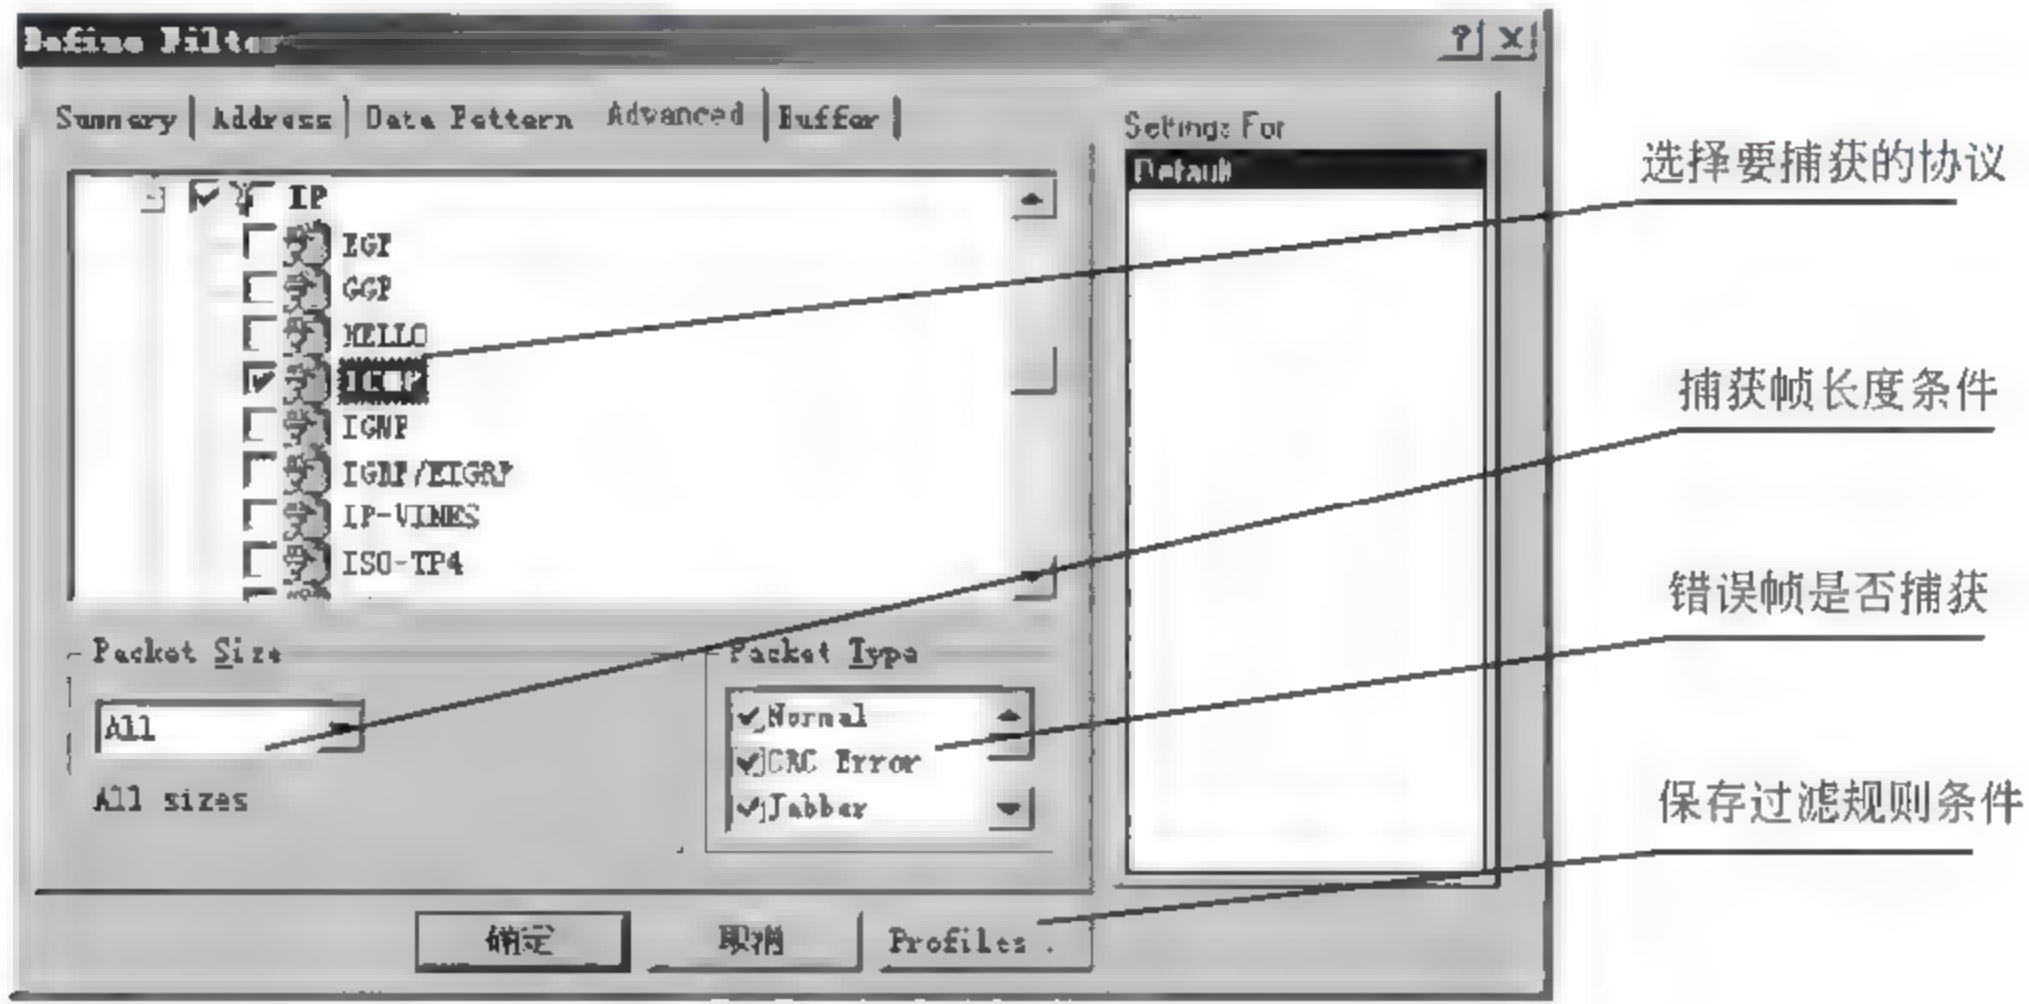 Define Filter
Summary Address Data Pattern Advanced Buffer
Settings For
Default
IP
EGP
GGP
HELLO
ICMP
IGMP
IGRP/EIGRP
IP-VINES
ISO-TP4
Packet Size
All
All sizes
Packet Type
Normal
CRC Error
Jabber
确定 取消 Profiles
选择要捕获的协议
捕获帧长度条件
错误帧是否捕获
保存过滤规则条件